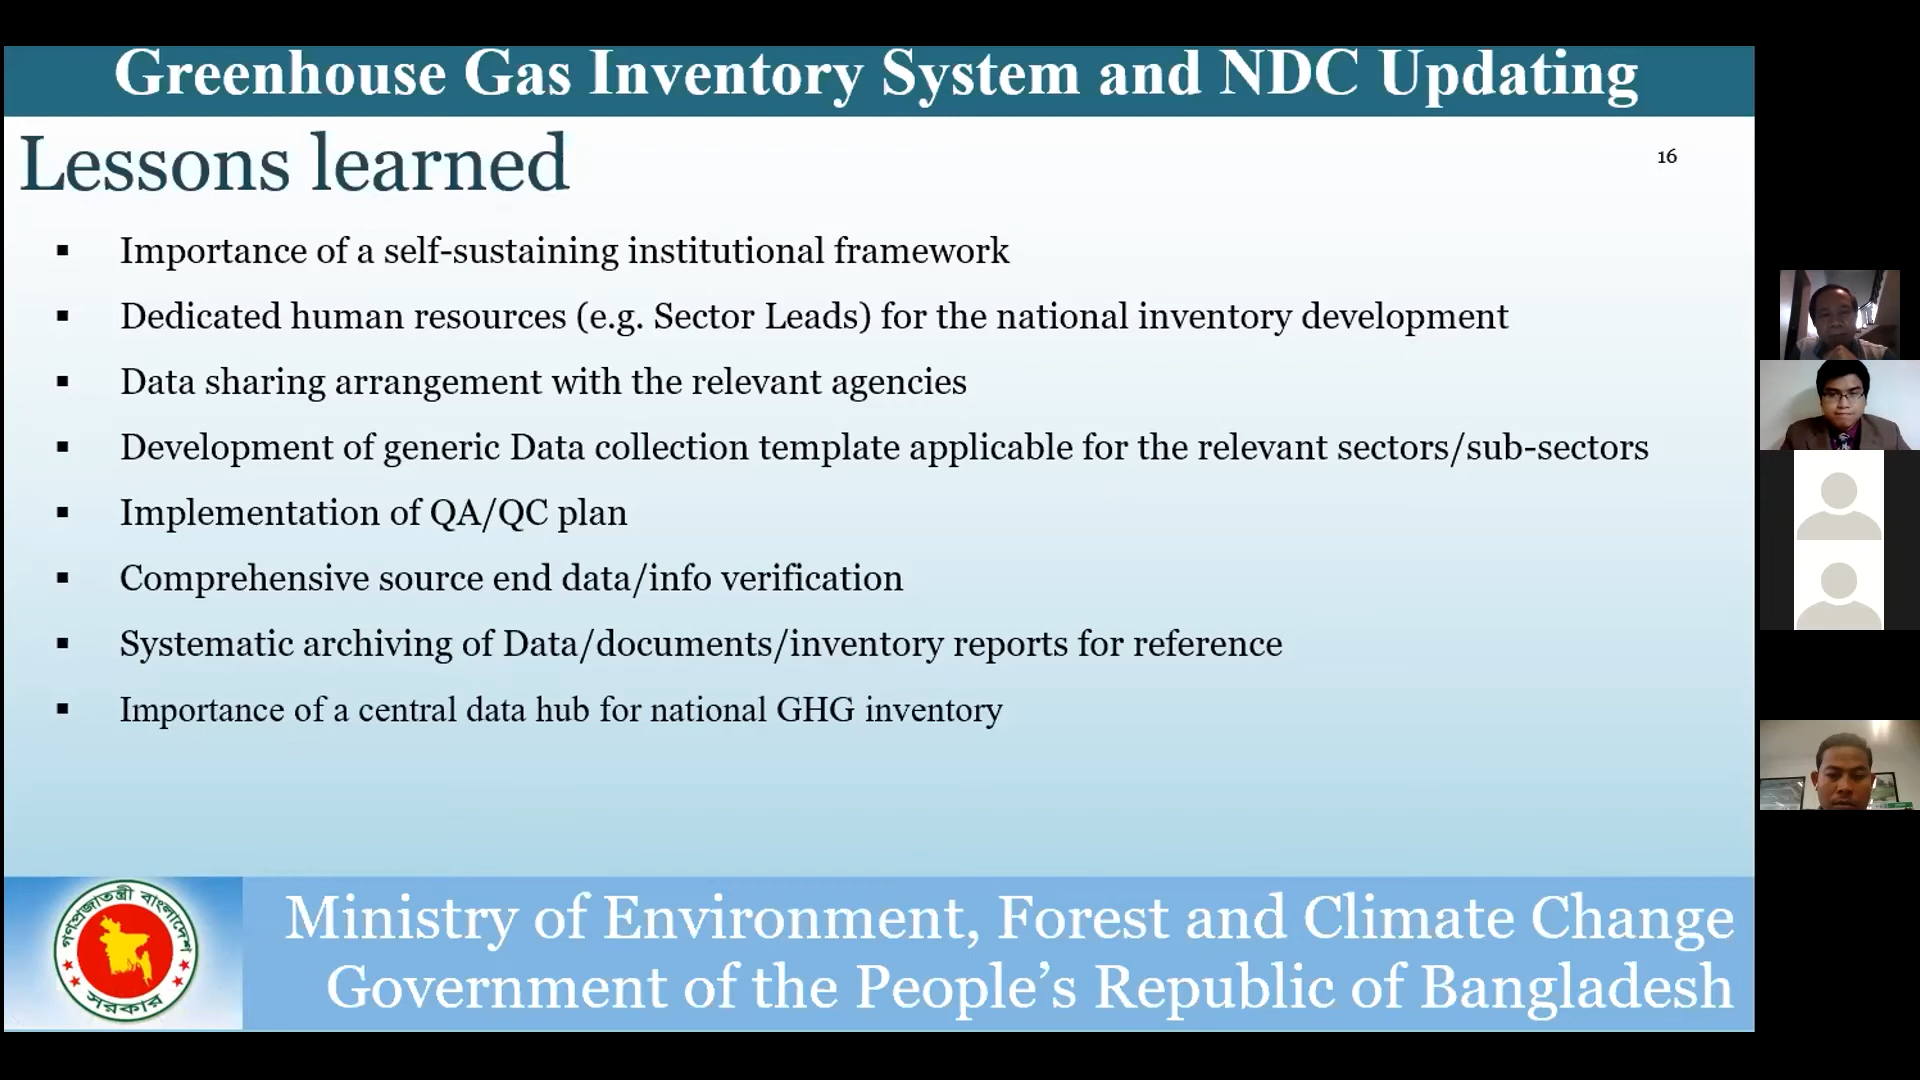 Greenhouse Gas Inventory System and NDC Updating
Lessons learned
16
▪ Importance of a self-sustaining institutional framework
▪ Dedicated human resources (e.g. Sector Leads) for the national inventory development
▪ Data sharing arrangement with the relevant agencies
▪ Development of generic Data collection template applicable for the relevant sectors/sub-sectors
▪ Implementation of QA/QC plan
▪ Comprehensive source end data/info verification
▪ Systematic archiving of Data/documents/inventory reports for reference
▪ Importance of a central data hub for national GHG inventory
গণপ্রজাতন্ত্রী বাংলাদেশ
সরকার
Ministry of Environment, Forest and Climate Change
Government of the People’s Republic of Bangladesh